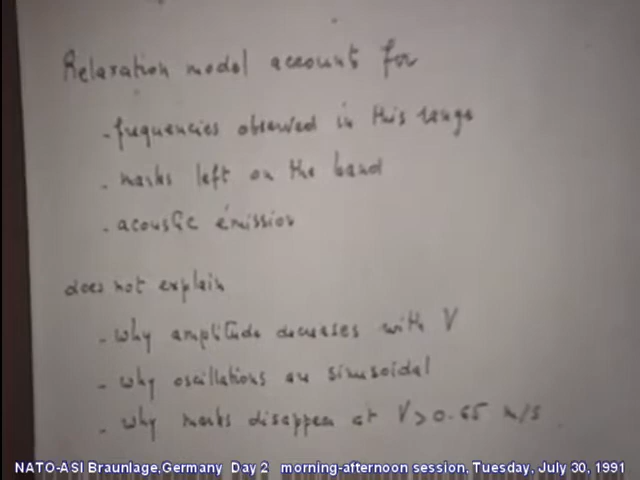 Relaxation model accounts for
- frequencies observed in this range
- marks left on the band
- acoustic émission
does not explain
- why amplitude decreases with V
- why oscillations are sinusoidal
- why marks disappear at V > 0.65 m/s
NATO-ASI Braunlage,Germany Day 2 morning-afternoon session, Tuesday, July 30, 1991